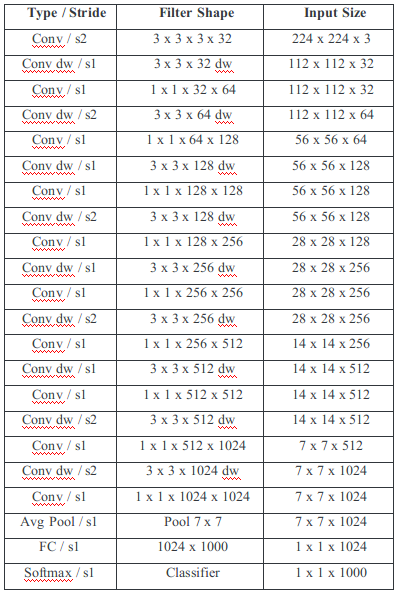 Type / Stride Filter Shape Input Size
Conv / s2 3 x 3 x 3 x 32 224 x 224 x 3
Conv dw / s1 3 x 3 x 32 dw 112 x 112 x 32
Conv / s1 1 x 1 x 32 x 64 112 x 112 x 32
Conv dw / s2 3 x 3 x 64 dw 112 x 112 x 64
Conv / s1 1 x 1 x 64 x 128 56 x 56 x 64
Conv dw / s1 3 x 3 x 128 dw 56 x 56 x 128
Conv / s1 1 x 1 x 128 x 128 56 x 56 x 128
Conv dw / s2 3 x 3 x 128 dw 56 x 56 x 128
Conv / s1 1 x 1 x 128 x 256 28 x 28 x 128
Conv dw / s1 3 x 3 x 256 dw 28 x 28 x 256
Conv / s1 1 x 1 x 256 x 256 28 x 28 x 256
Conv dw / s2 3 x 3 x 256 dw 28 x 28 x 256
Conv / s1 1 x 1 x 256 x 512 14 x 14 x 256
Conv dw / s1 3 x 3 x 512 dw 14 x 14 x 512
Conv / s1 1 x 1 x 512 x 512 14 x 14 x 512
Conv dw / s2 3 x 3 x 512 dw 14 x 14 x 512
Conv / s1 1 x 1 x 512 x 1024 7 x 7 x 512
Conv dw / s2 3 x 3 x 1024 dw 7 x 7 x 1024
Conv / s1 1 x 1 x 1024 x 1024 7 x 7 x 1024
Avg Pool / s1 Pool 7 x 7 7 x 7 x 1024
FC / s1 1024 x 1000 1 x 1 x 1024
Softmax / s1 Classifier 1 x 1 x 1000